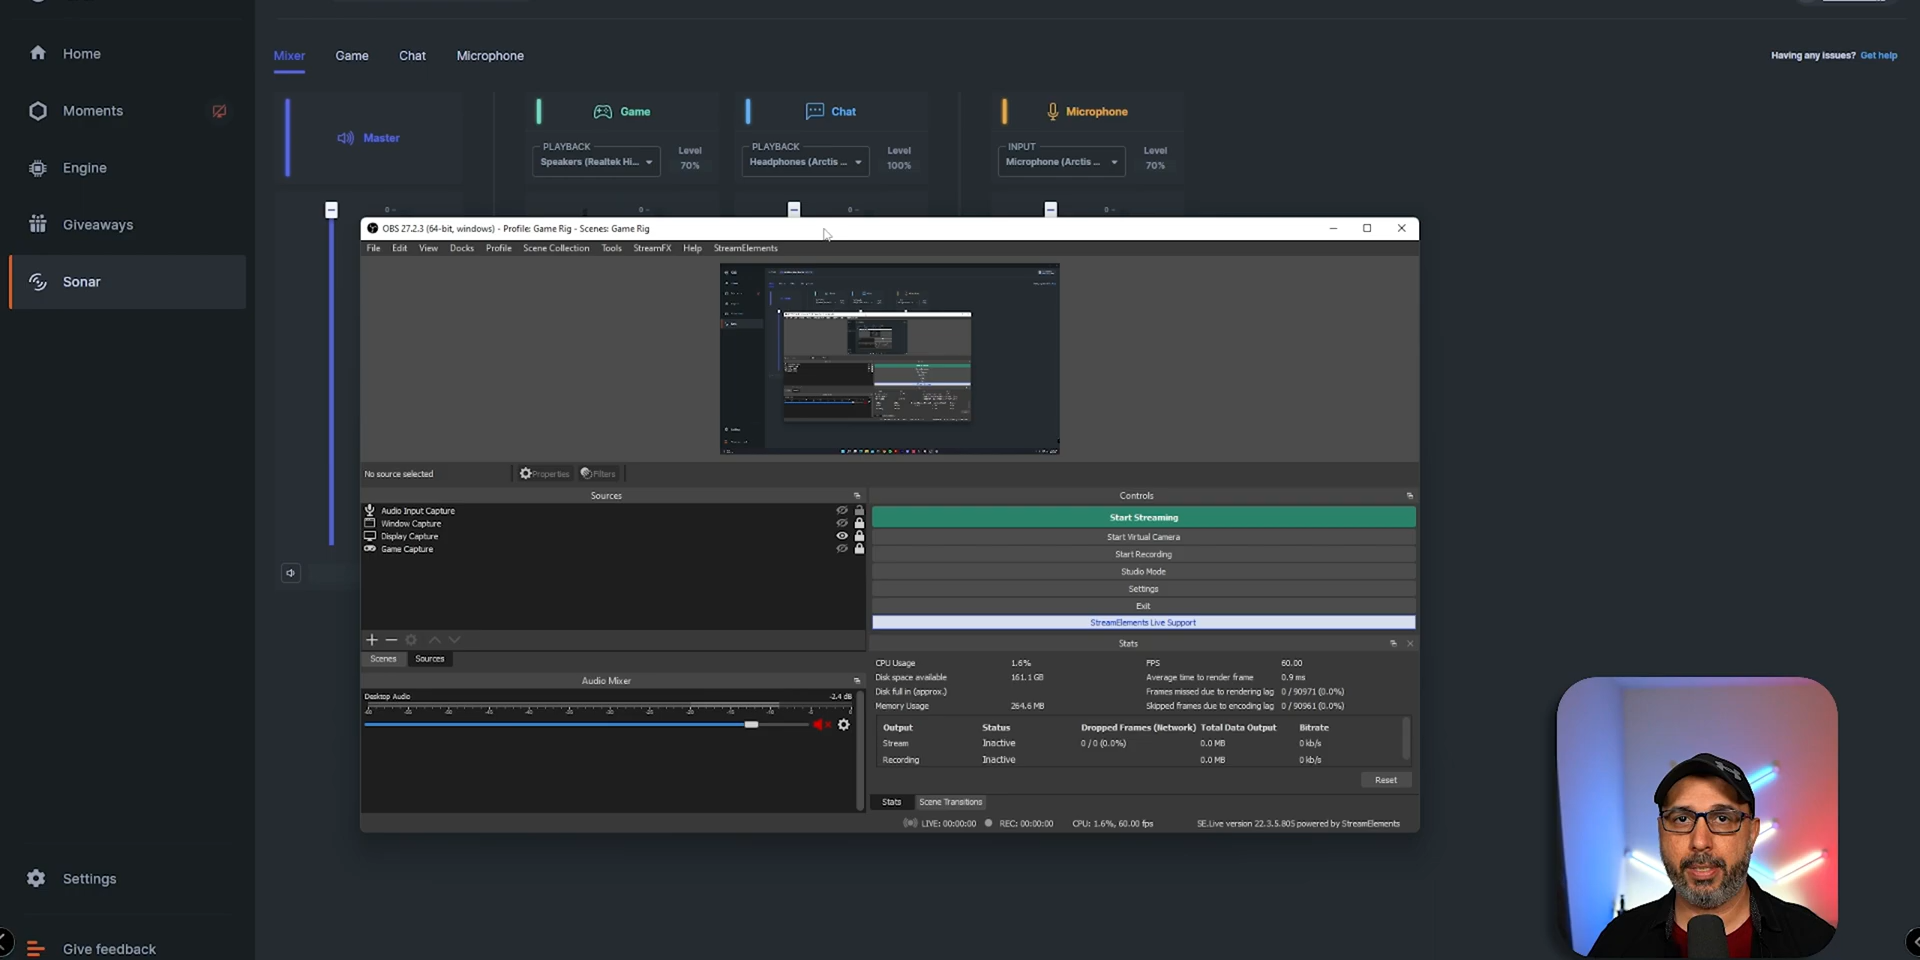 Home
Moments
Engine
Giveaways
Sonar
Settings
Give feedback
Mixer
Game
Chat
Microphone
Having any issues? Get help
Master
Game
PLAYBACK
Speakers (Realtek Hi...
Level
70%
Chat
PLAYBACK
Headphones (Arctis ...
Level
100%
Microphone
INPUT
Microphone (Arctis ...
Level
70%
OBS 27.2.3 (64-bit, windows) - Profile: Game Rig - Scenes: Game Rig
File Edit View Docks Profile Scene Collection Tools StreamFX Help StreamElements
No source selected
Properties
Filters
Sources
Audio Input Capture
Window Capture
Display Capture
Game Capture
Scenes
Sources
Audio Mixer
Desktop Audio
-2.4 dB
Controls
Start Streaming
Start Virtual Camera
Start Recording
Studio Mode
Settings
Exit
StreamElements Live Support
Stats
CPU Usage 1.6%
Disk space available 161.1 GB
Disk full in (approx.)
Memory Usage 264.6 MB
FPS 60.00
Average time to render frame 0.9 ms
Frames missed due to rendering lag 0 / 90971 (0.0%)
Skipped frames due to encoding lag 0 / 90961 (0.0%)
Output Status Dropped Frames (Network) Total Data Output Bitrate
Stream Inactive 0 / 0 (0.0%) 0.0 MB 0 kb/s
Recording Inactive 0.0 MB 0 kb/s
Reset
Stats
Scene Transitions
LIVE: 00:00:00
REC: 00:00:00
CPU: 1.6%, 60.00 fps
SE.Live version 22.3.5.805 powered by StreamElements